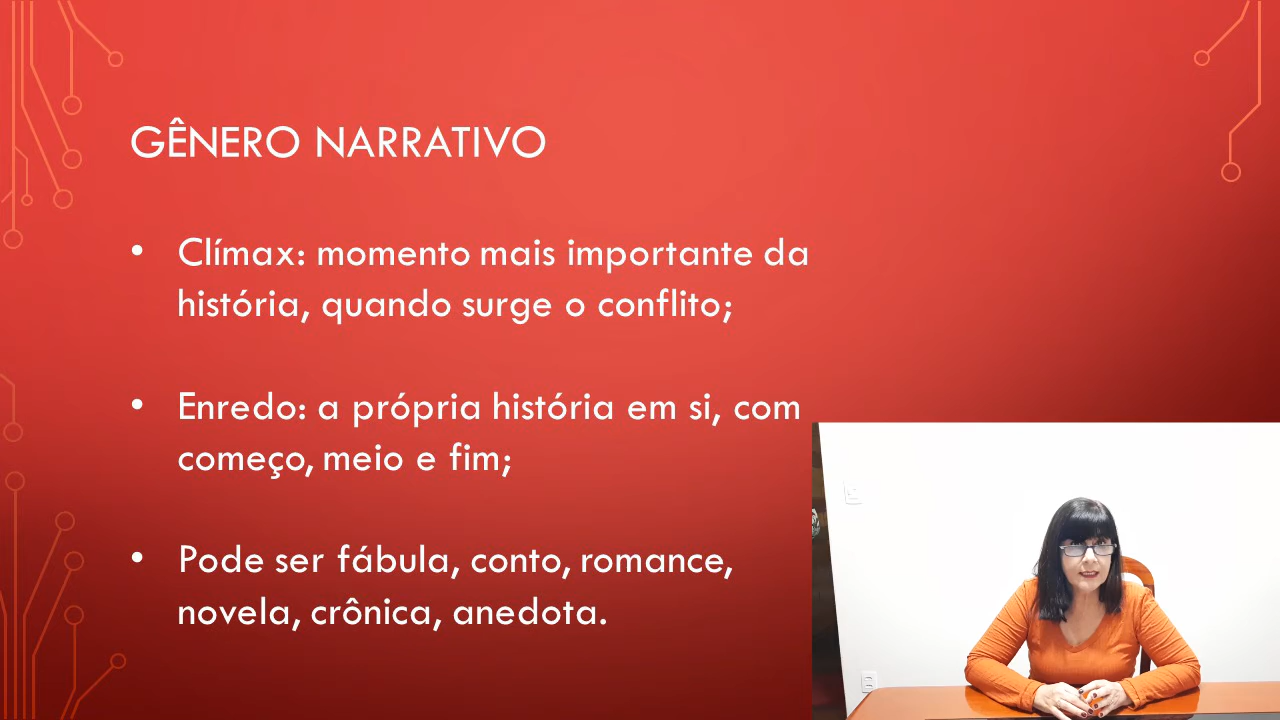 GÊNERO NARRATIVO
• Clímax: momento mais importante da
história, quando surge o conflito;
• Enredo: a própria história em si, com
começo, meio e fim;
• Pode ser fábula, conto, romance,
novela, crônica, anedota.